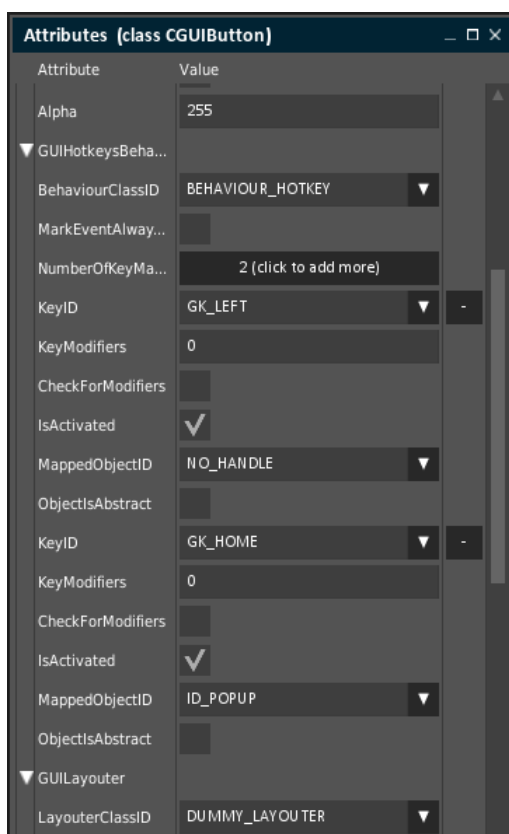 Attributes (class CGUIButton)
Attribute Value
Alpha 255
GUIHotkeysBeha...
BehaviourClassID BEHAVIOUR_HOTKEY
MarkEventAlway...
NumberOfKeyMa... 2 (click to add more)
KeyID GK_LEFT -
KeyModifiers 0
CheckForModifiers
IsActivated
MappedObjectID NO_HANDLE
ObjectIsAbstract
KeyID GK_HOME -
KeyModifiers 0
CheckForModifiers
IsActivated
MappedObjectID ID_POPUP
ObjectIsAbstract
GUILayouter
LayouterClassID DUMMY_LAYOUTER